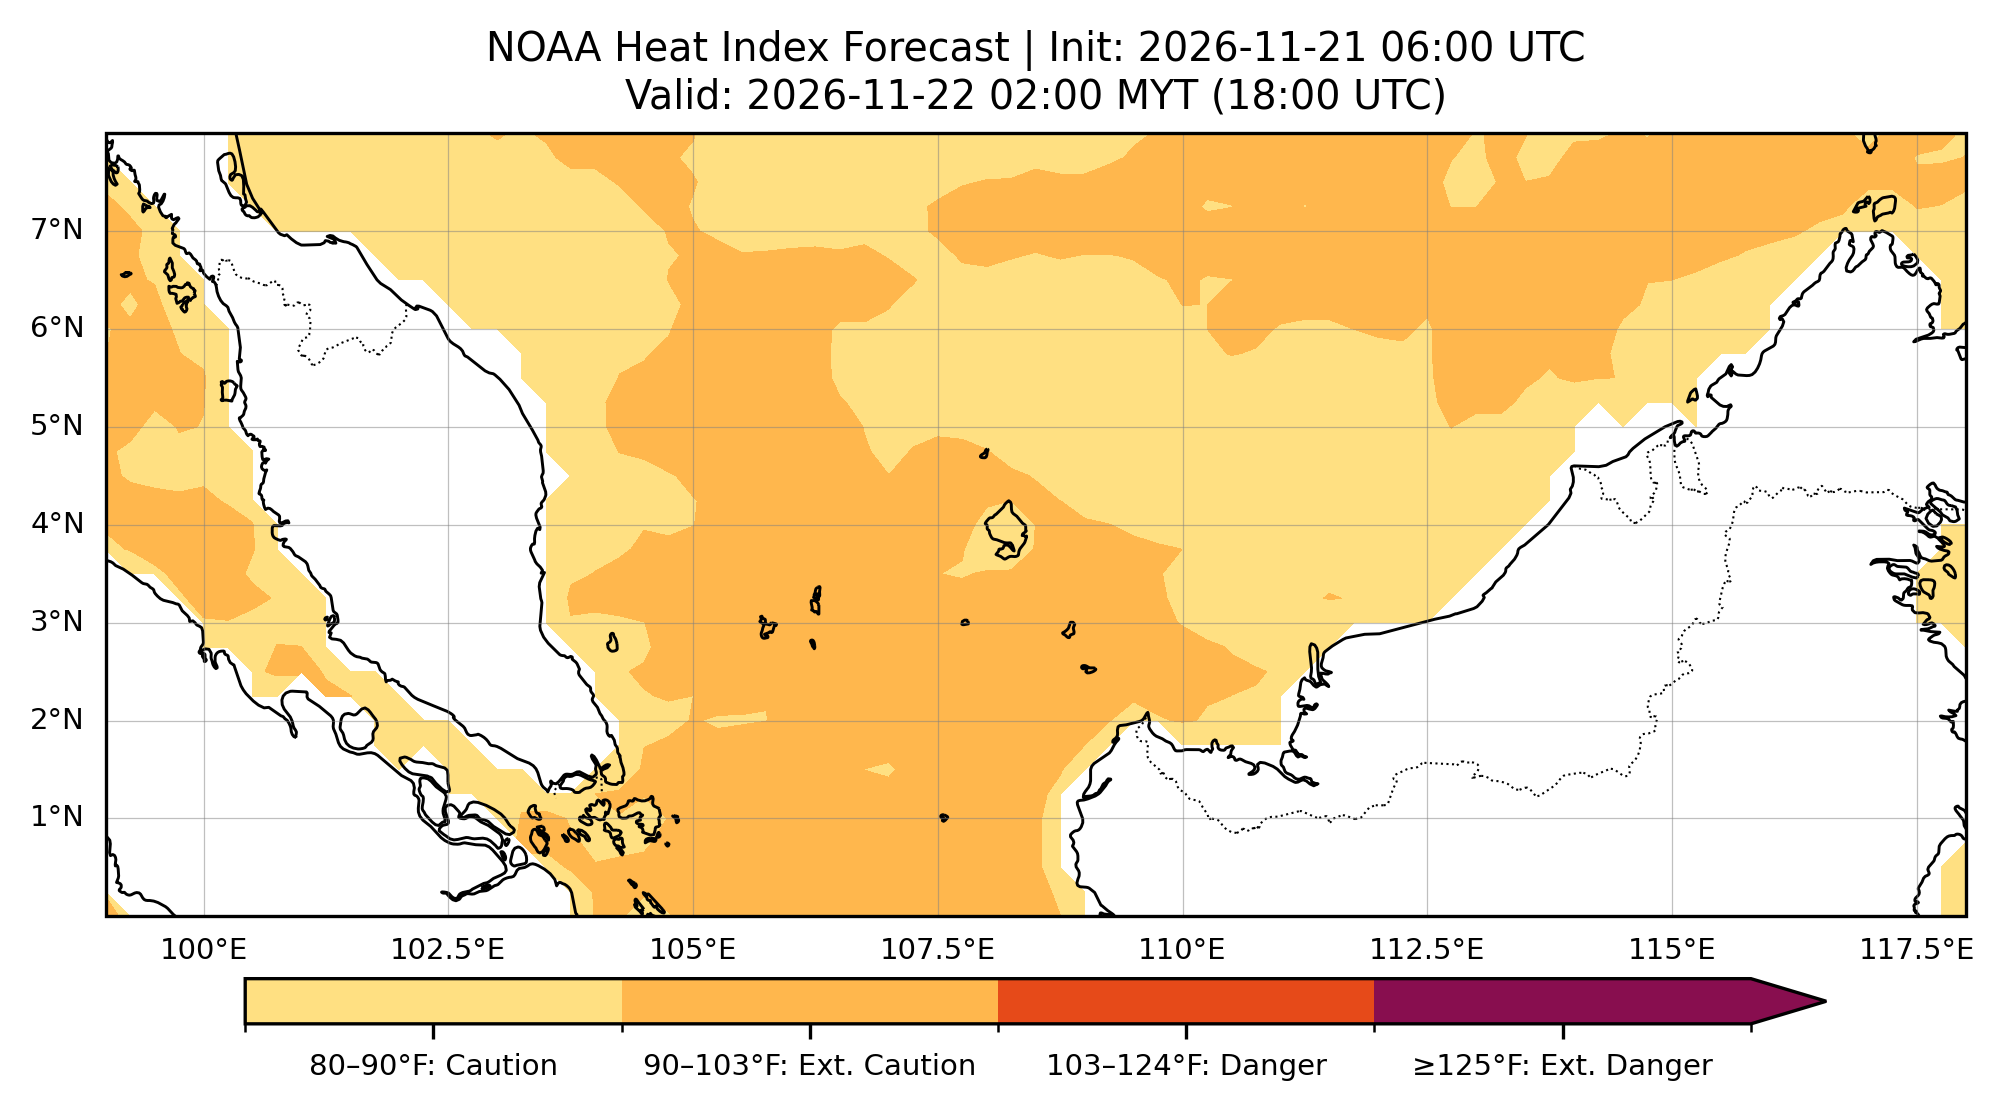 NOAA Heat Index Forecast | Init: 2026-11-21 06:00 UTC
Valid: 2026-11-22 02:00 MYT (18:00 UTC)
7°N
6°N
5°N
4°N
3°N
2°N
1°N
100°E
102.5°E
105°E
107.5°E
110°E
112.5°E
115°E
117.5°E
80–90°F: Caution
90–103°F: Ext. Caution
103–124°F: Danger
≥125°F: Ext. Danger